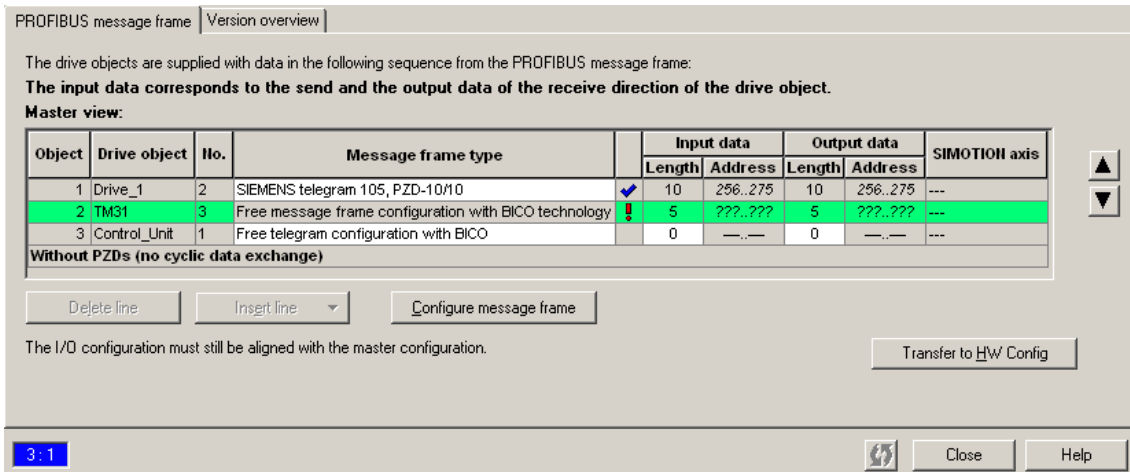 PROFIBUS message frame Version overview
The drive objects are supplied with data in the following sequence from the PROFIBUS message frame:
The input data corresponds to the send and the output data of the receive direction of the drive object.
Master view:
Object Drive object No. Message frame type Input data Output data SIMOTION axis
Length Address Length Address
1 Drive_1 2 SIEMENS telegram 105, PZD-10/10 10 256..275 10 256..275 ---
2 TM31 3 Free message frame configuration with BICO technology ! 5 ???..??? 5 ???..??? ---
3 Control_Unit 1 Free telegram configuration with BICO 0 —..— 0 —..— ---
Without PZDs (no cyclic data exchange)
Delete line Insert line Configure message frame
The I/O configuration must still be aligned with the master configuration.
Transfer to HW Config
3 : 1 Close Help